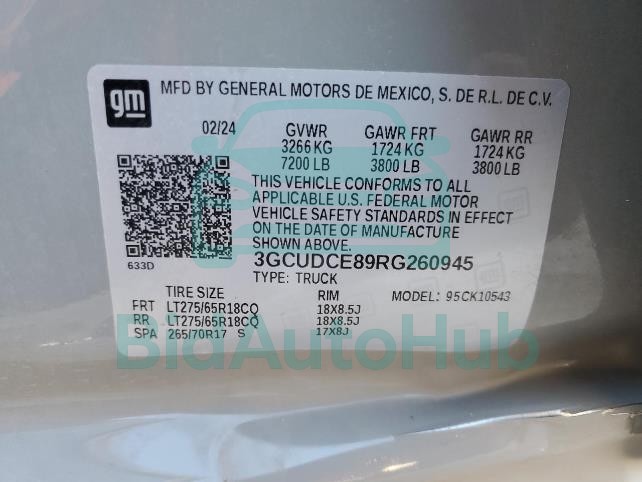 gm
MFD BY GENERAL MOTORS DE MEXICO, S. DE R.L. DE C.V.
02/24 GVWR GAWR FRT GAWR RR
3266 KG 1724 KG 1724 KG
7200 LB 3800 LB 3800 LB
THIS VEHICLE CONFORMS TO ALL
APPLICABLE U.S. FEDERAL MOTOR
VEHICLE SAFETY STANDARDS IN EFFECT
ON THE DATE OF MANUFACTURE
SHOWN ABOVE.
633D
3GCUDCE89RG260945
TYPE: TRUCK
TIRE SIZE RIM MODEL: 95CK10543
FRT LT275/65R18CQ 18X8.5J
RR LT275/65R18CQ 18X8.5J
SPA 265/70R17 S 17X8J
BidAutoHub